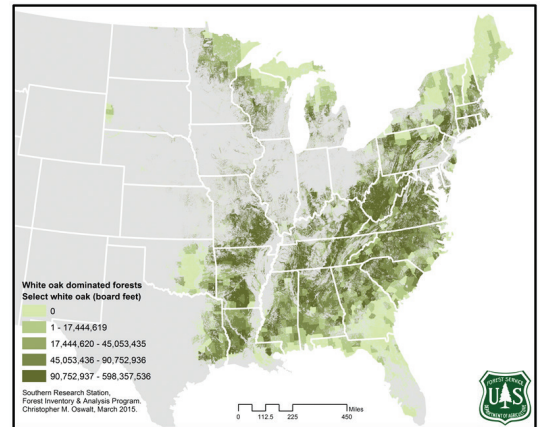 White oak dominated forests
Select white oak (board feet)
0
1 - 17,444,619
17,444,620 - 45,053,435
45,053,436 - 90,752,936
90,752,937 - 598,357,536
Southern Research Station,
Forest Inventory & Analysis Program.
Christopher M. Oswalt, March 2015.
Miles
0 112.5 225 450
FOREST SERVICE
U S
DEPARTMENT OF AGRICULTURE